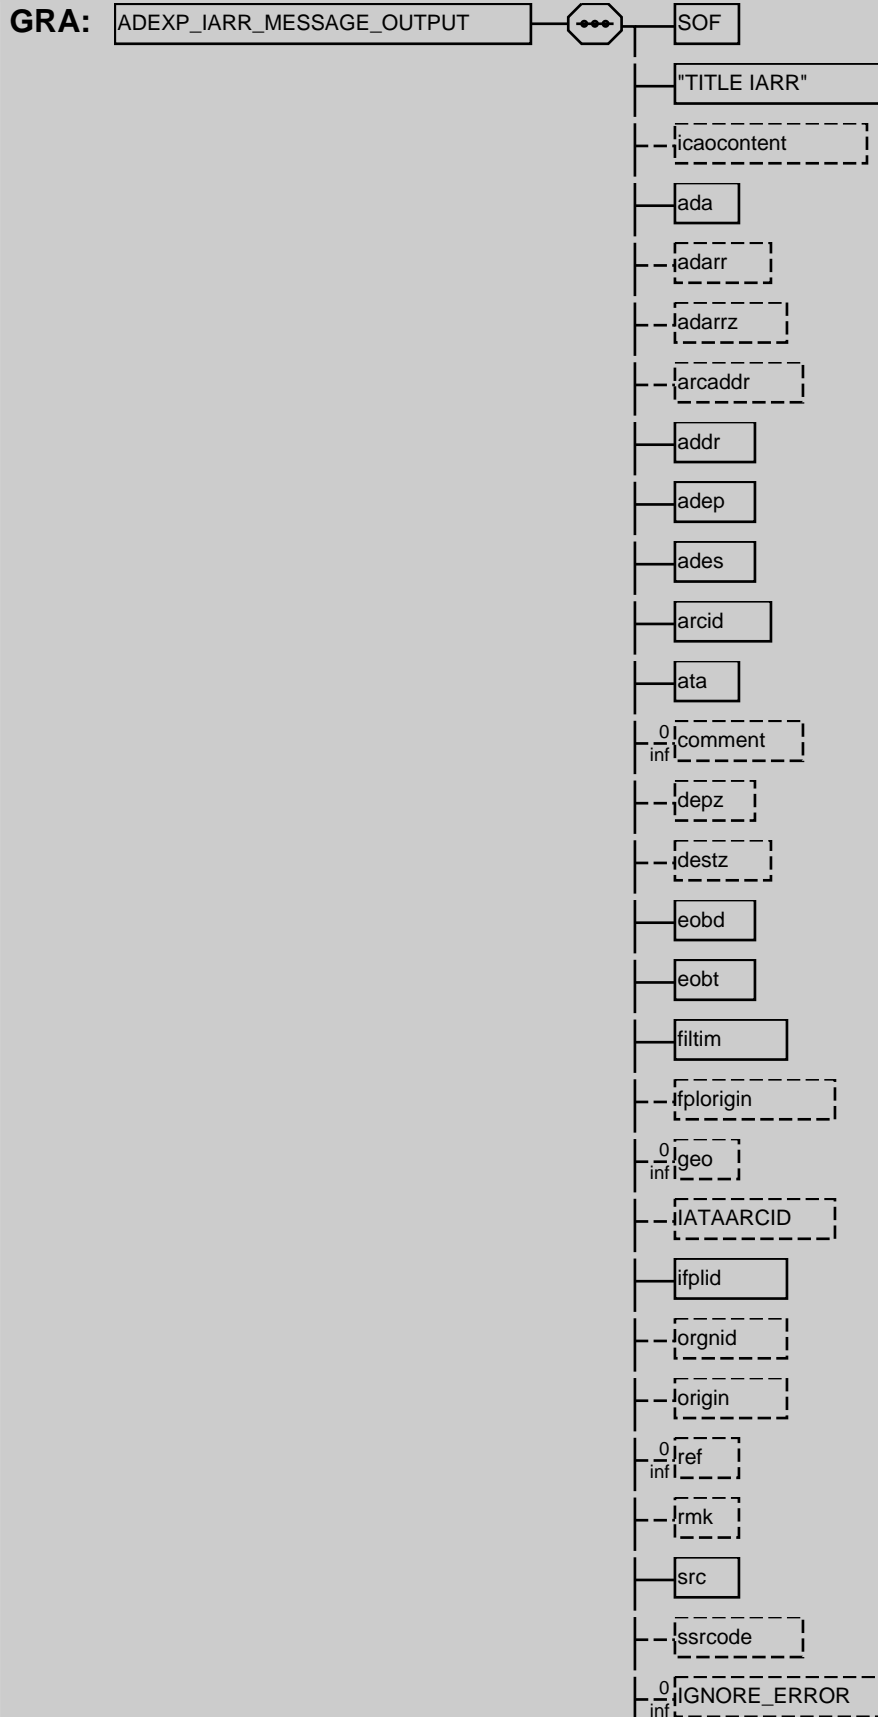 GRA: ADEXP_IARR_MESSAGE_OUTPUT SOF
"TITLE IARR"
icaocontent
ada
adarr
adarrz
arcaddr
addr
adep
ades
arcid
ata
0
inf comment
depz
destz
eobd
eobt
filtim
fplorigin
0
inf geo
IATAARCID
ifplid
orgnid
origin
0
inf ref
rmk
src
ssrcode
0
inf IGNORE_ERROR